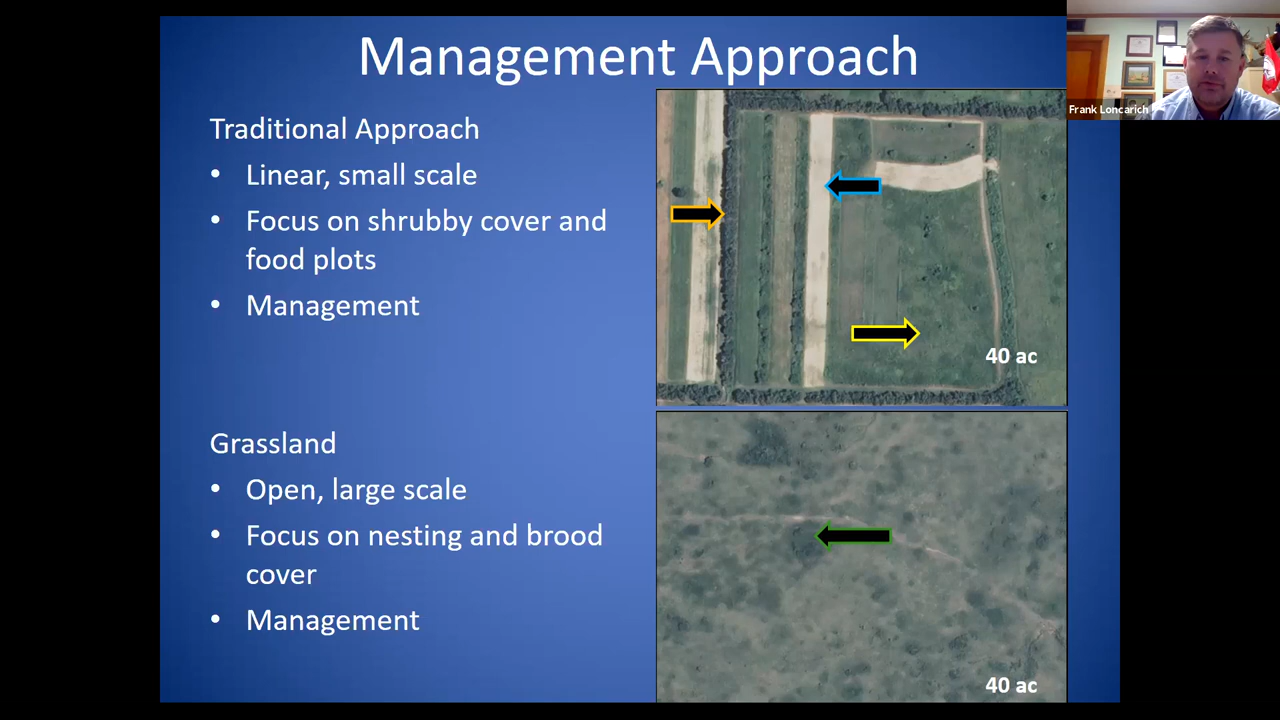 Management Approach
Traditional Approach
• Linear, small scale
• Focus on shrubby cover and
food plots
• Management
40 ac
Grassland
• Open, large scale
• Focus on nesting and brood
cover
• Management
40 ac
Frank Loncarich